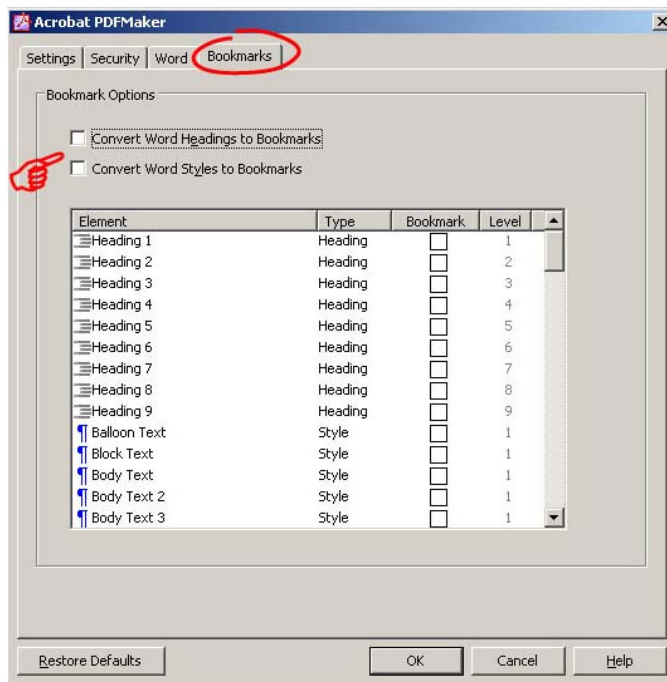 Acrobat PDFMaker
Settings Security Word Bookmarks
Bookmark Options
Convert Word Headings to Bookmarks
Convert Word Styles to Bookmarks
Element Type Bookmark Level
Heading 1 Heading 1
Heading 2 Heading 2
Heading 3 Heading 3
Heading 4 Heading 4
Heading 5 Heading 5
Heading 6 Heading 6
Heading 7 Heading 7
Heading 8 Heading 8
Heading 9 Heading 9
¶ Balloon Text Style 1
¶ Block Text Style 1
¶ Body Text Style 1
¶ Body Text 2 Style 1
¶ Body Text 3 Style 1
Restore Defaults OK Cancel Help